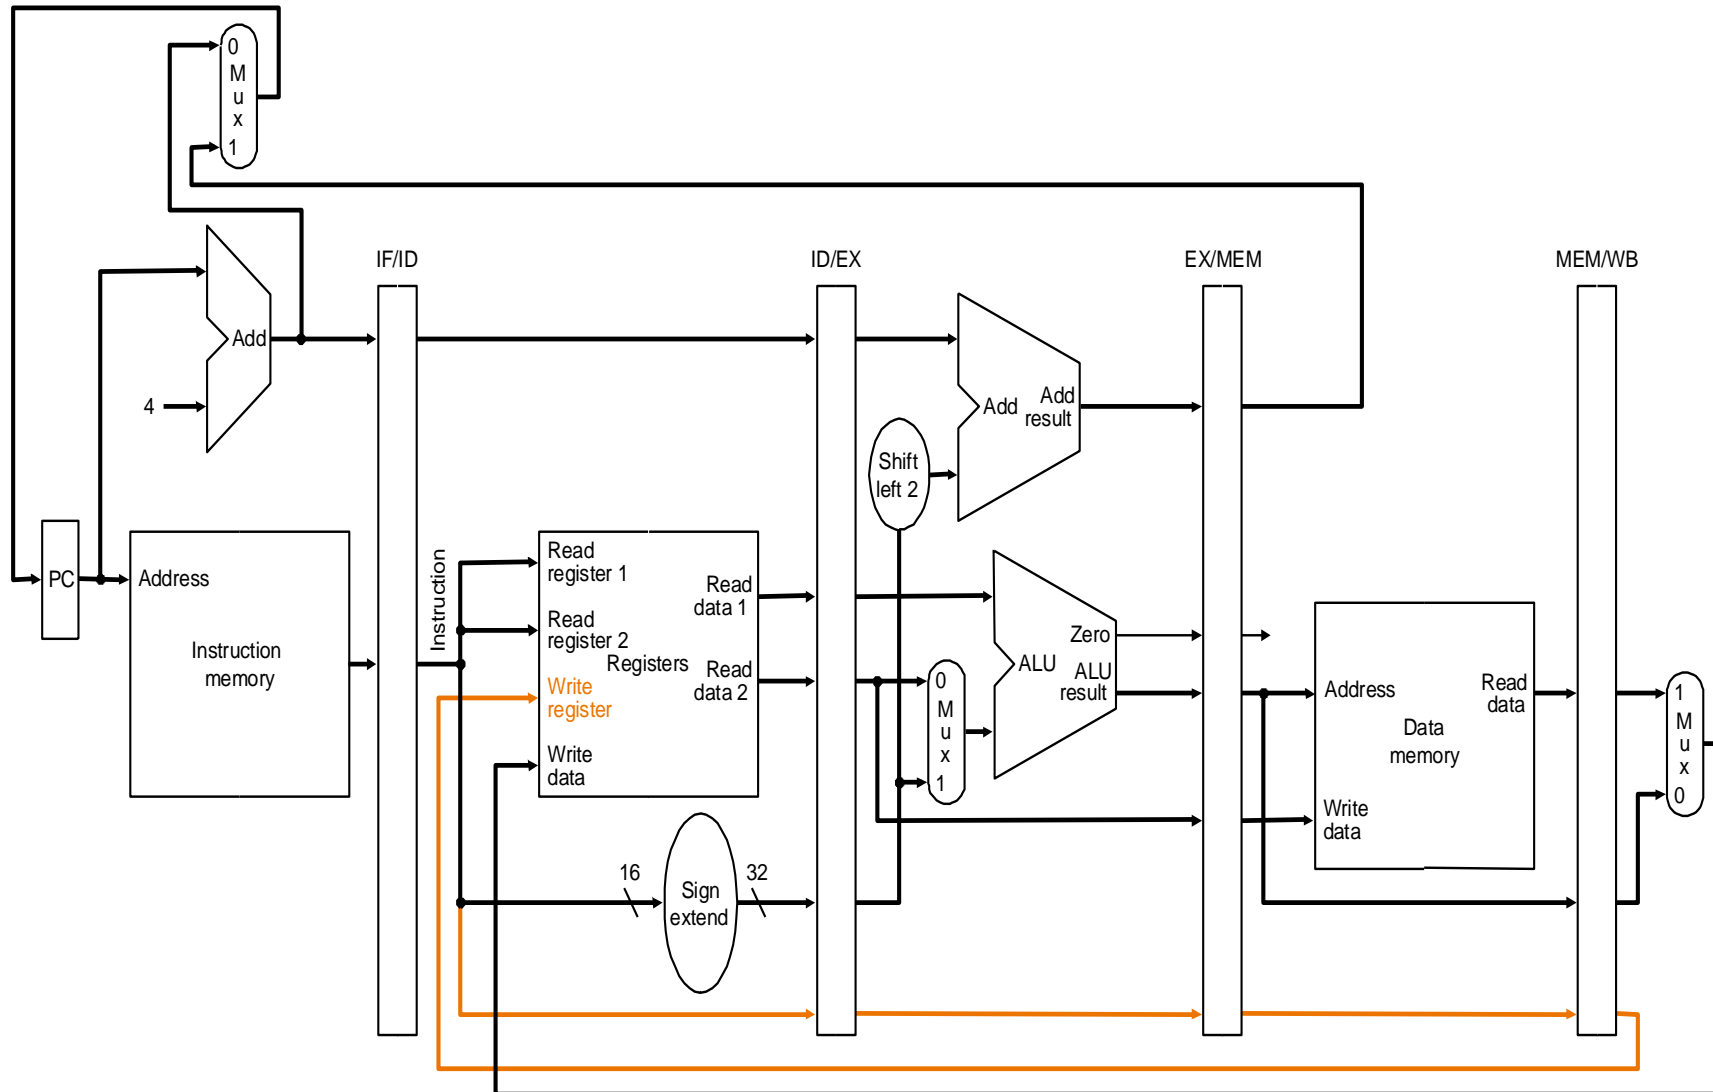 0
M
u
x
1
IF/ID
ID/EX
EX/MEM
MEM/WB
Add
4
Add
Add
result
Shift
left 2
PC
Address
Instruction
memory
Instruction
Read
register 1
Read
register 2
Write
register
Write
data
Registers
Read
data 1
Read
data 2
0
M
u
x
1
Zero
ALU
ALU
result
Address
Read
data
Data
memory
Write
data
1
M
u
x
0
16
Sign
extend
32